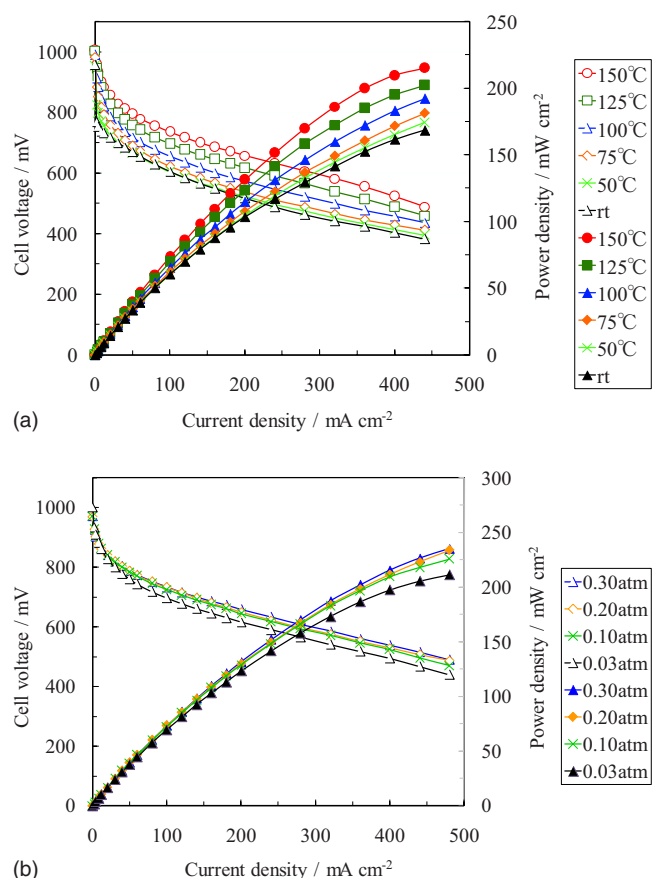 1000
800
600
400
200
0
Cell voltage / mV
250
200
150
100
50
0
Power density / mW cm-2
0
100
200
300
400
500
Current density / mA cm-2
150℃
125℃
100℃
75℃
50℃
rt
150℃
125℃
100℃
75℃
50℃
rt
(a)
1000
800
600
400
200
0
Cell voltage / mV
300
250
200
150
100
50
0
Power density / mW cm-2
0
100
200
300
400
500
Current density / mA cm-2
0.30atm
0.20atm
0.10atm
0.03atm
0.30atm
0.20atm
0.10atm
0.03atm
(b)